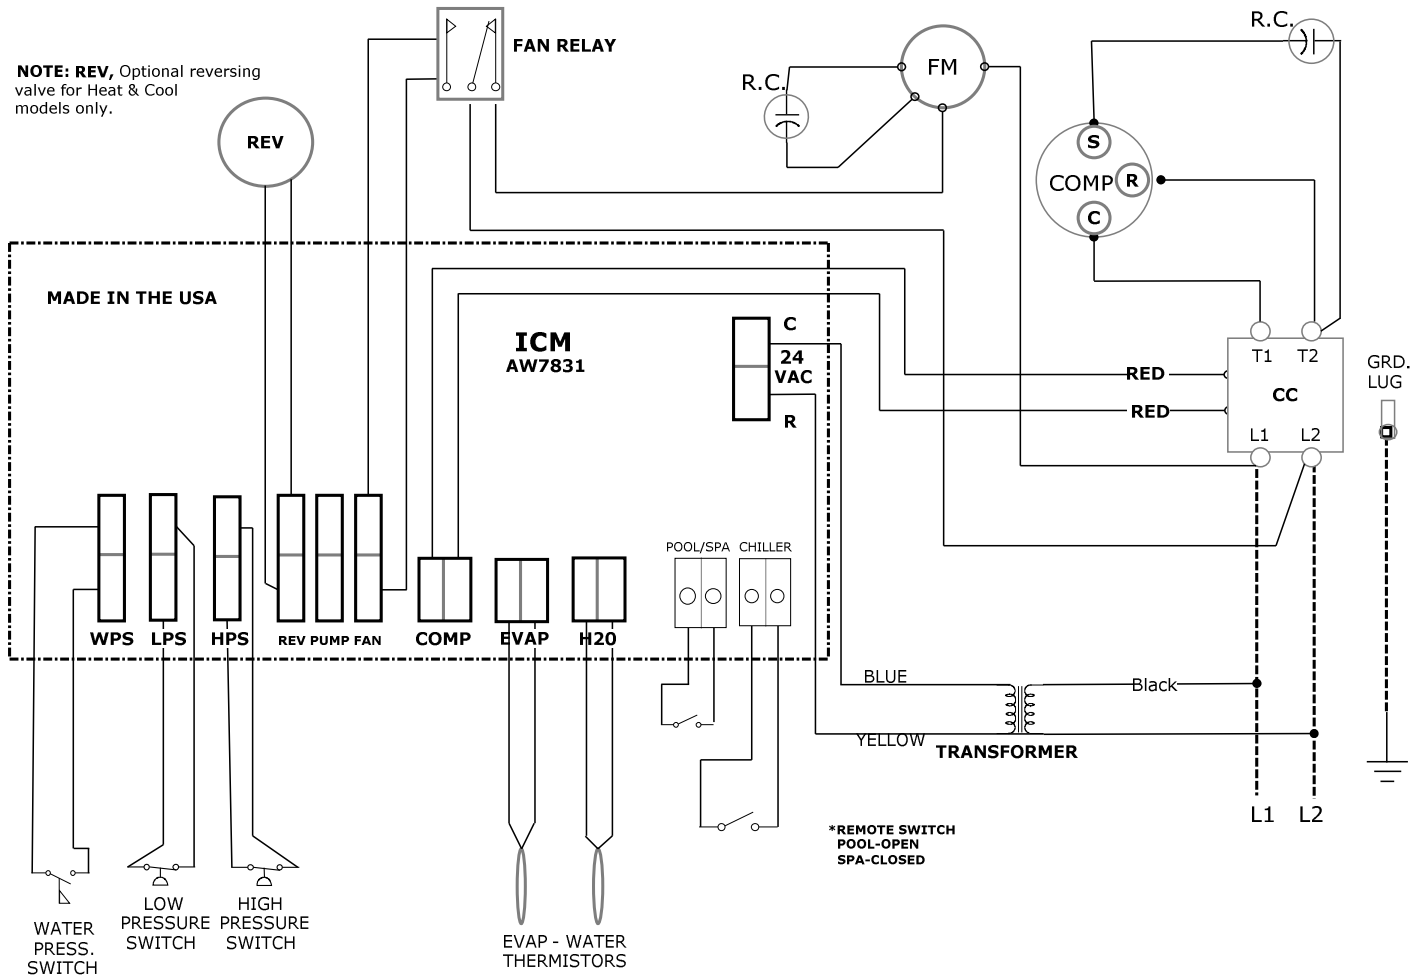 FAN RELAY
R.C.
R.C.
FM
NOTE: REV, Optional reversing
valve for Heat & Cool
models only.
REV
S
COMP
R
C
MADE IN THE USA
ICM
AW7831
C
24
VAC
R
T1
T2
RED
CC
RED
L1
L2
GRD.
LUG
POOL/SPA
CHILLER
WPS
LPS
HPS
REV
PUMP
FAN
COMP
EVAP
H20
BLUE
Black
YELLOW
TRANSFORMER
L1
L2
*REMOTE SWITCH
POOL-OPEN
SPA-CLOSED
WATER
PRESS.
SWITCH
LOW
PRESSURE
SWITCH
HIGH
PRESSURE
SWITCH
EVAP - WATER
THERMISTORS